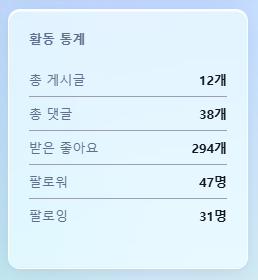 활동 통계
총 게시글 12개
총 댓글 38개
받은 좋아요 294개
팔로워 47명
팔로잉 31명